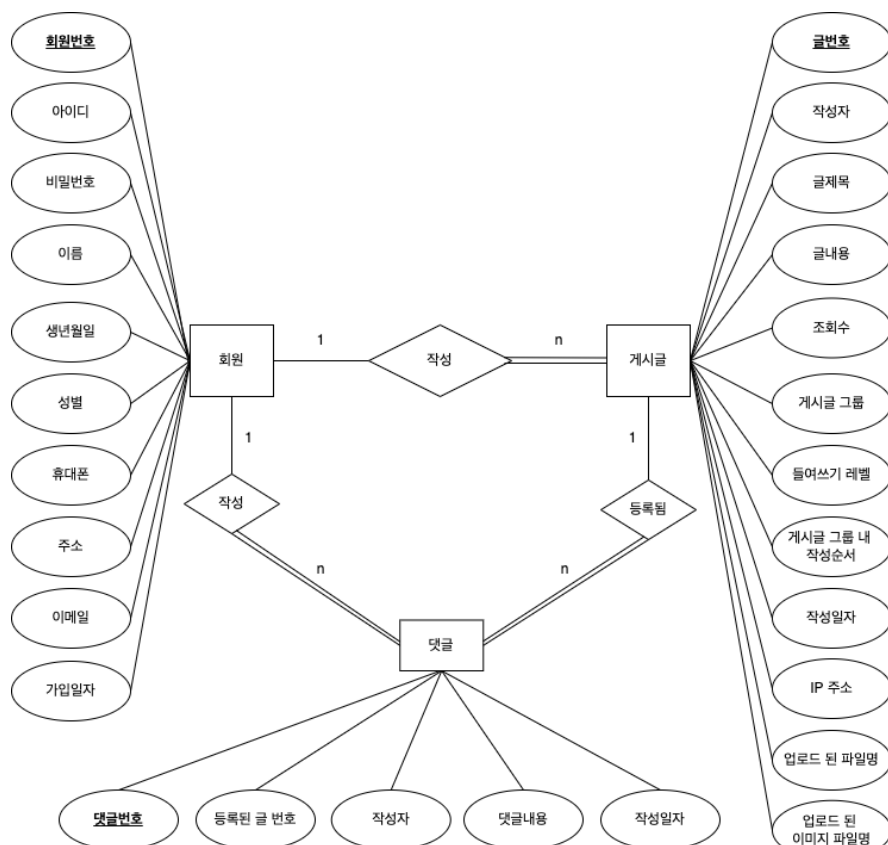 회원번호
아이디
비밀번호
이름
생년월일
성별
휴대폰
주소
이메일
가입일자
회원
1
작성
n
게시글
1
작성
n
1
등록됨
n
댓글
댓글번호
등록된 글 번호
작성자
댓글내용
작성일자
글번호
작성자
글제목
글내용
조회수
게시글 그룹
들여쓰기 레벨
게시글 그룹 내
작성순서
작성일자
IP 주소
업로드 된 파일명
업로드 된
이미지 파일명